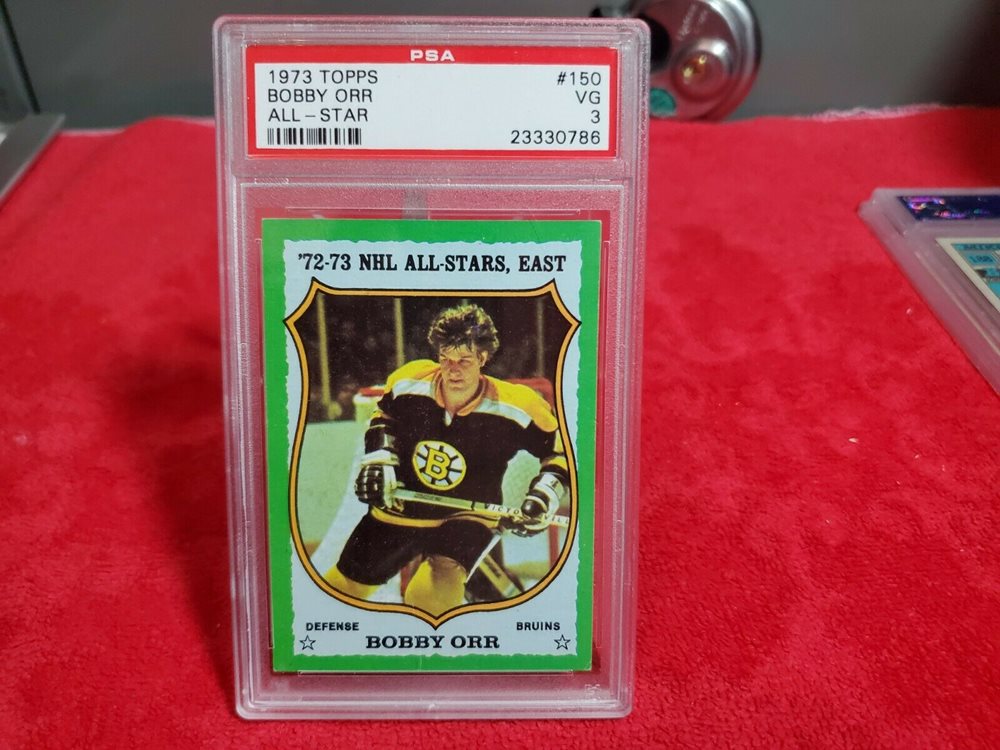 PSA
1973 TOPPS #150
BOBBY ORR VG
ALL-STAR 3
23330786
'72-73 NHL ALL-STARS, EAST
B
DEFENSE BRUINS
BOBBY ORR